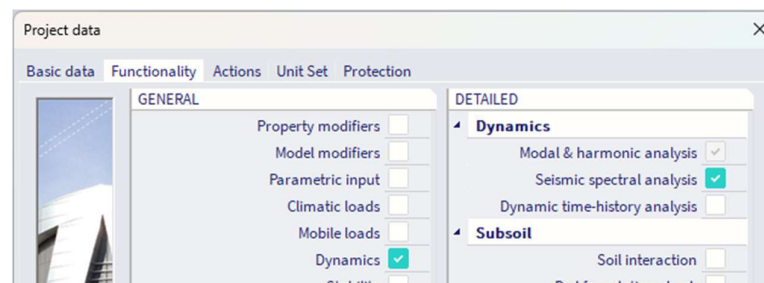 Project data
Basic data Functionality Actions Unit Set Protection
GENERAL
Property modifiers
Model modifiers
Parametric input
Climatic loads
Mobile loads
Dynamics
DETAILED
Dynamics
Modal & harmonic analysis
Seismic spectral analysis
Dynamic time-history analysis
Subsoil
Soil interaction